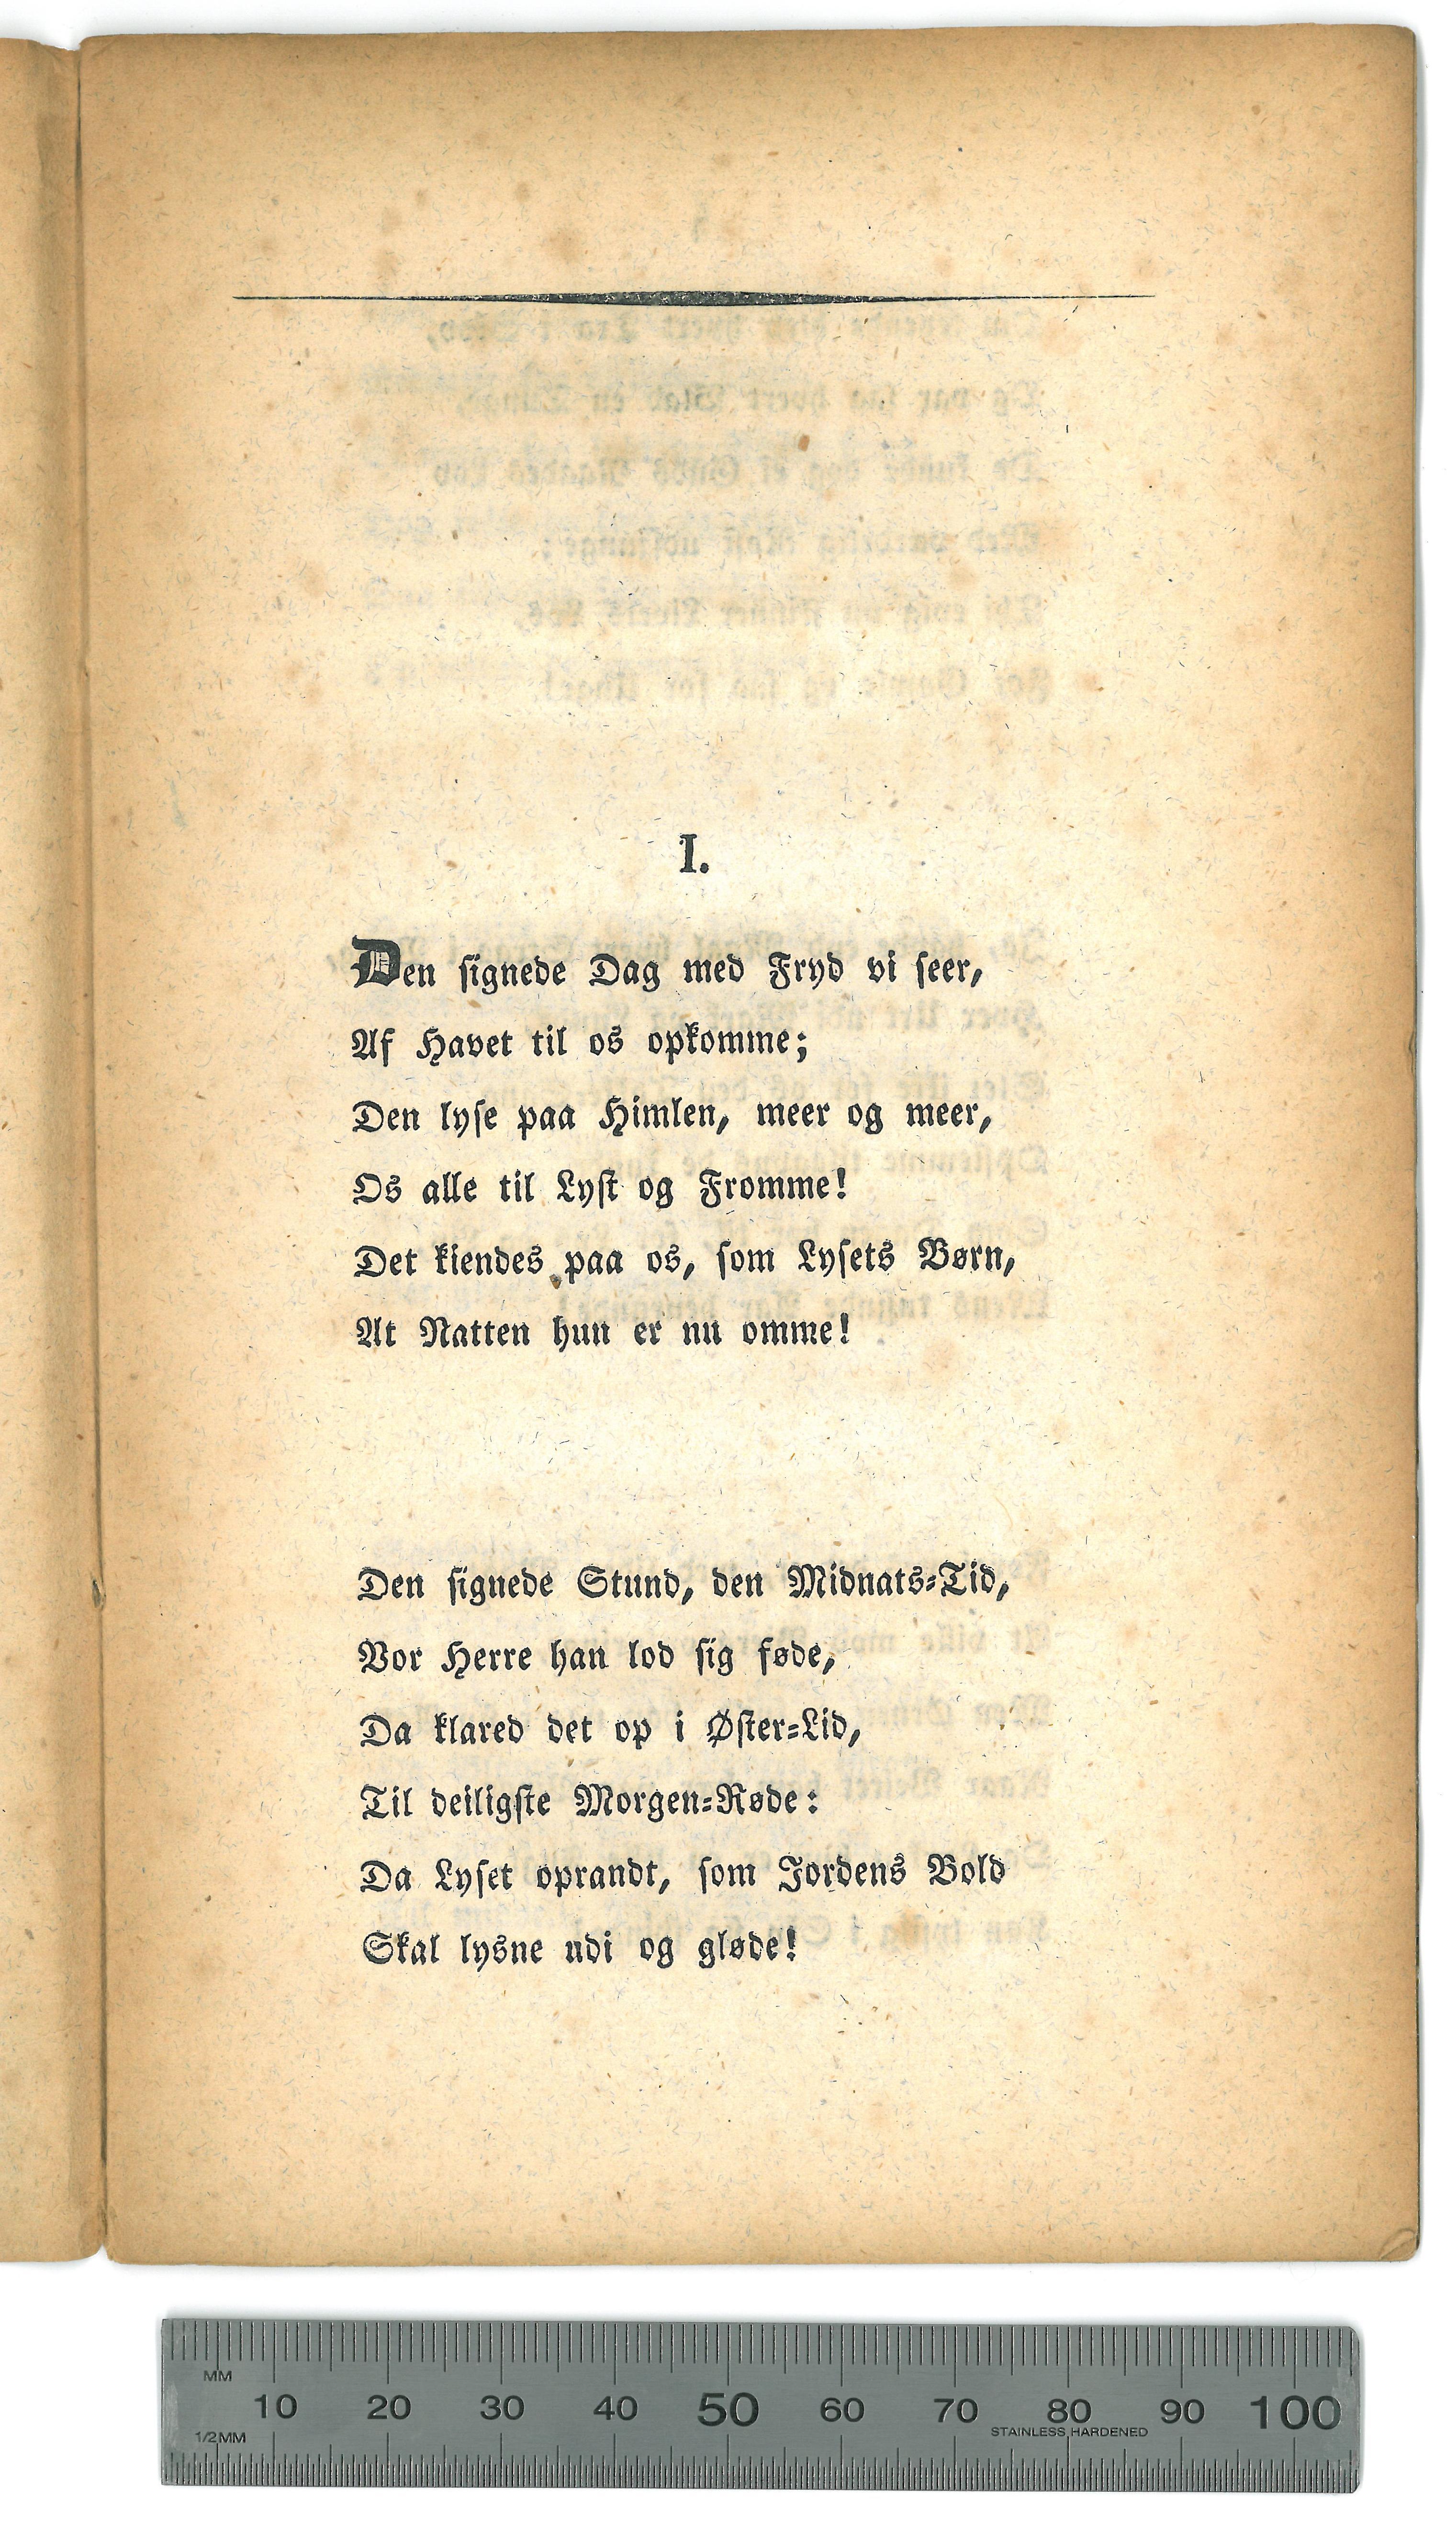 I.
Den signede Dag med Fryd vi seer,
Af Havet til os opkomme;
Den lyse paa Himlen, meer og meer,
Os alle til Lyst og Fromme!
Det kiendes paa os, som Lysets Børn,
At Natten hun er nu omme!
Den signede Stund, den Midnats-Tid,
Vor Herre han lod sig føde,
Da klared det op i Øster-Lid,
Til deiligste Morgen-Røde:
Da Lyset oprandt, som Jordens Bold
Skal lysne udi og gløde!
MM
10 20 30 40 50 60 70 80 90 100
STAINLESS HARDENED
1/2 MM